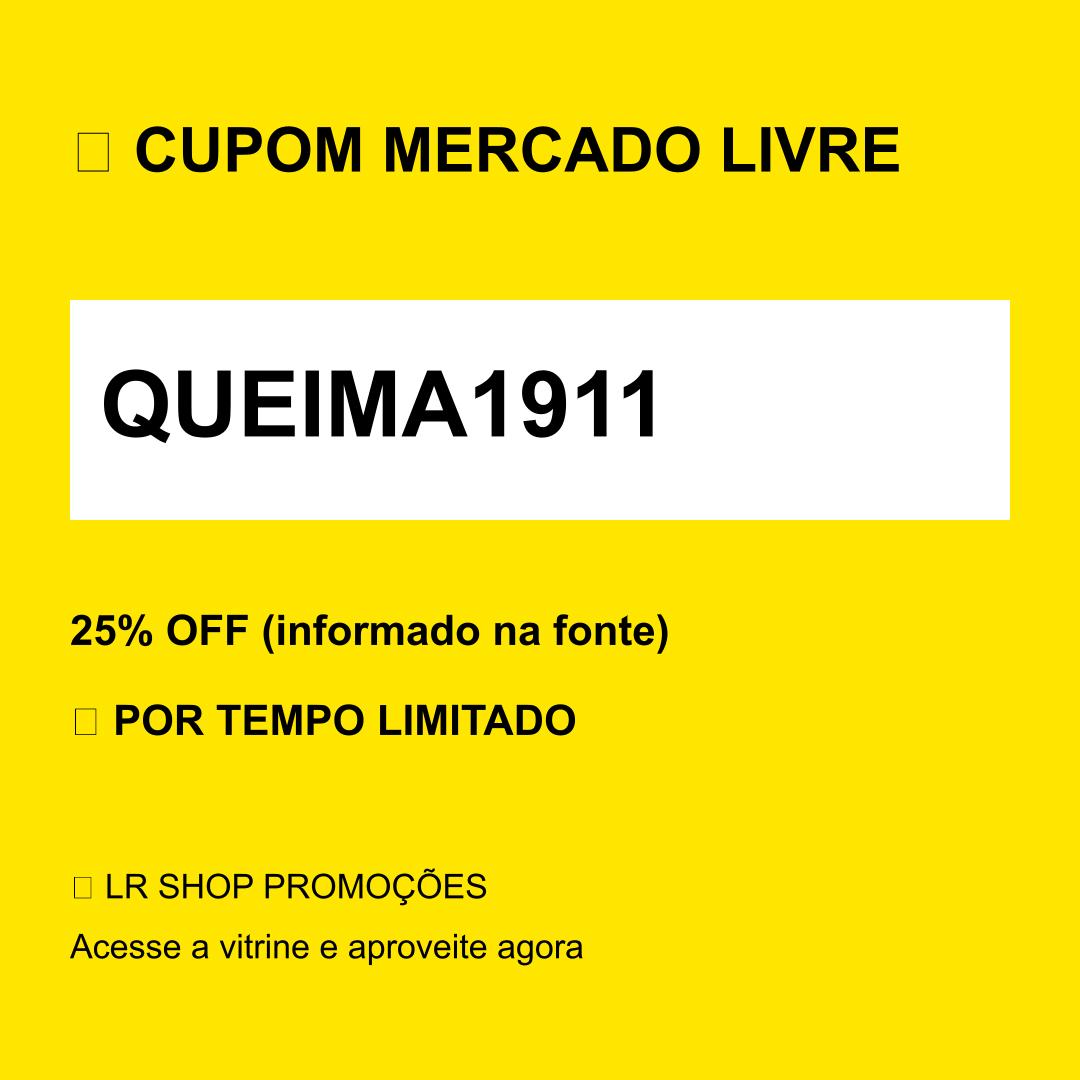 CUPOM MERCADO LIVRE
QUEIMA1911
25% OFF (informado na fonte)
POR TEMPO LIMITADO
LR SHOP PROMOÇÕES
Acesse a vitrine e aproveite agora